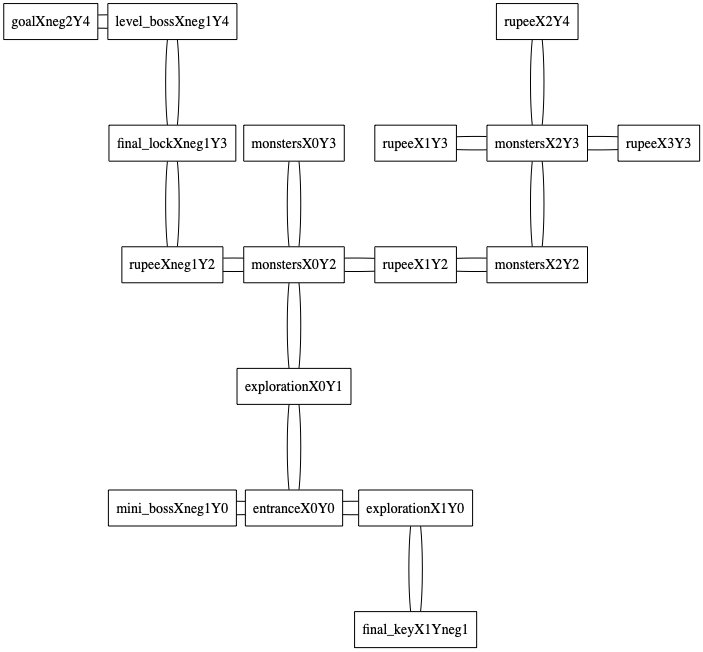 goalXneg2Y4
level_bossXneg1Y4
rupeeX2Y4
final_lockXneg1Y3
monstersX0Y3
rupeeX1Y3
monstersX2Y3
rupeeX3Y3
rupeeXneg1Y2
monstersX0Y2
rupeeX1Y2
monstersX2Y2
explorationX0Y1
mini_bossXneg1Y0
entranceX0Y0
explorationX1Y0
final_keyX1Yneg1